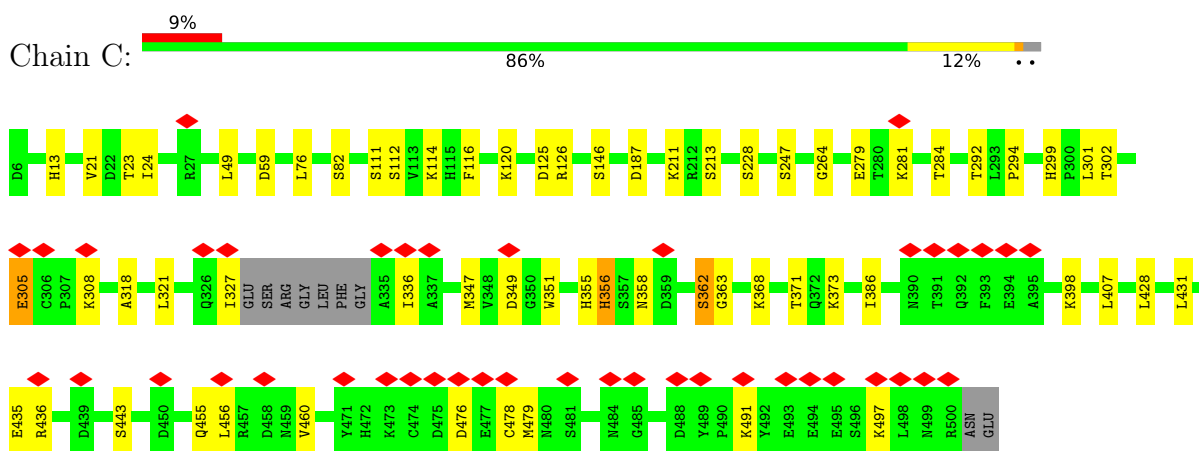 9%
Chain C:
86% 12% • •
D6 H13 V21 D22 T23 I24 R27 L49 D59 L76 S82 S111 S112 V113 K114 H115 F116 K120 D125 R126 S146 D187 K211 R212 S213 S228 S247 G264 E279 T280 K281 T284 T292 L293 P294 H299 P300 L301 T302
E305 C306 P307 K308 A318 L321 Q326 I327 GLU SER ARG GLY LEU PHE GLY A335 I336 A337 M347 V348 D349 G350 W351 H355 H356 S357 N358 D359 S362 G363 K368 T371 Q372 K373 I386 N390 T391 Q392 F393 E394 A395 K398 L407 L428 L431
E435 R436 D439 S443 D450 Q455 L456 R457 D458 N459 V460 Y471 H472 K473 C474 D475 D476 E477 C478 M479 N480 S481 N484 G485 D488 Y489 P490 K491 Y492 E493 E494 E495 S496 K497 L498 N499 R500 ASN GLU